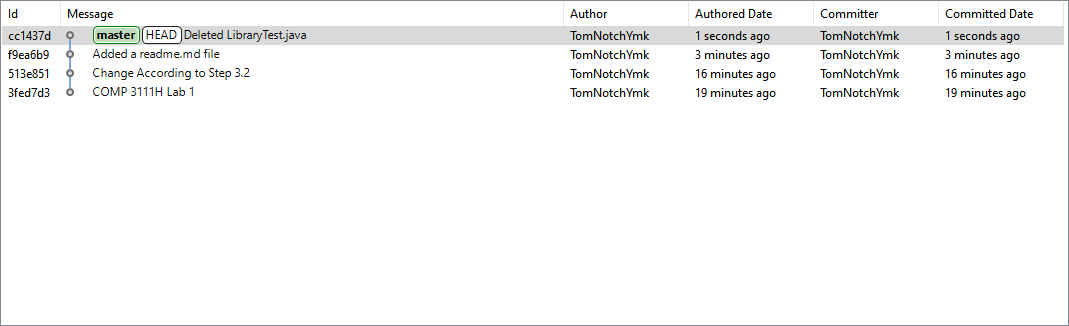 Id Message Author Authored Date Committer Committed Date
cc1437d master HEAD Deleted LibraryTest.java TomNotchYmk 1 seconds ago TomNotchYmk 1 seconds ago
f9ea6b9 Added a readme.md file TomNotchYmk 3 minutes ago TomNotchYmk 3 minutes ago
513e851 Change According to Step 3.2 TomNotchYmk 16 minutes ago TomNotchYmk 16 minutes ago
3fed7d3 COMP 3111H Lab 1 TomNotchYmk 19 minutes ago TomNotchYmk 19 minutes ago